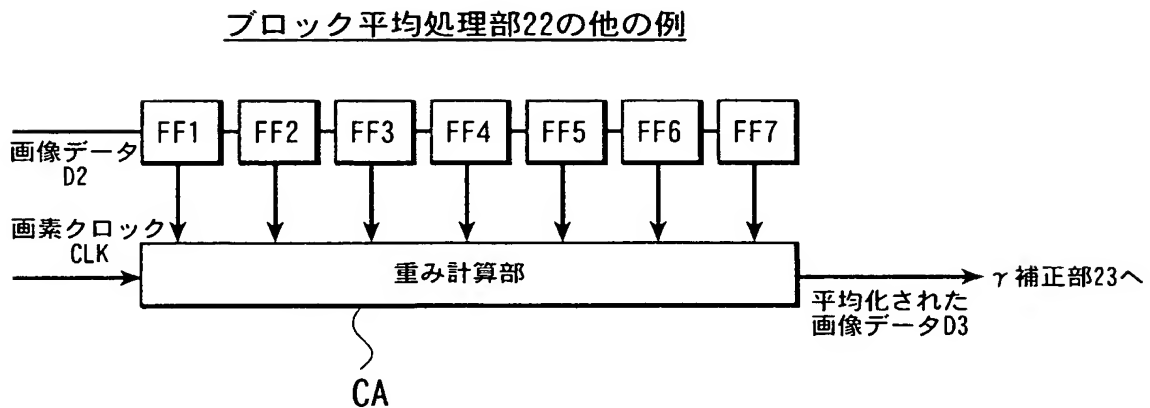 ブロック平均処理部22の他の例
FF1 FF2 FF3 FF4 FF5 FF6 FF7
画像データ
D2
画素クロック
CLK
重み計算部
γ補正部23へ
平均化された
画像データD3
CA